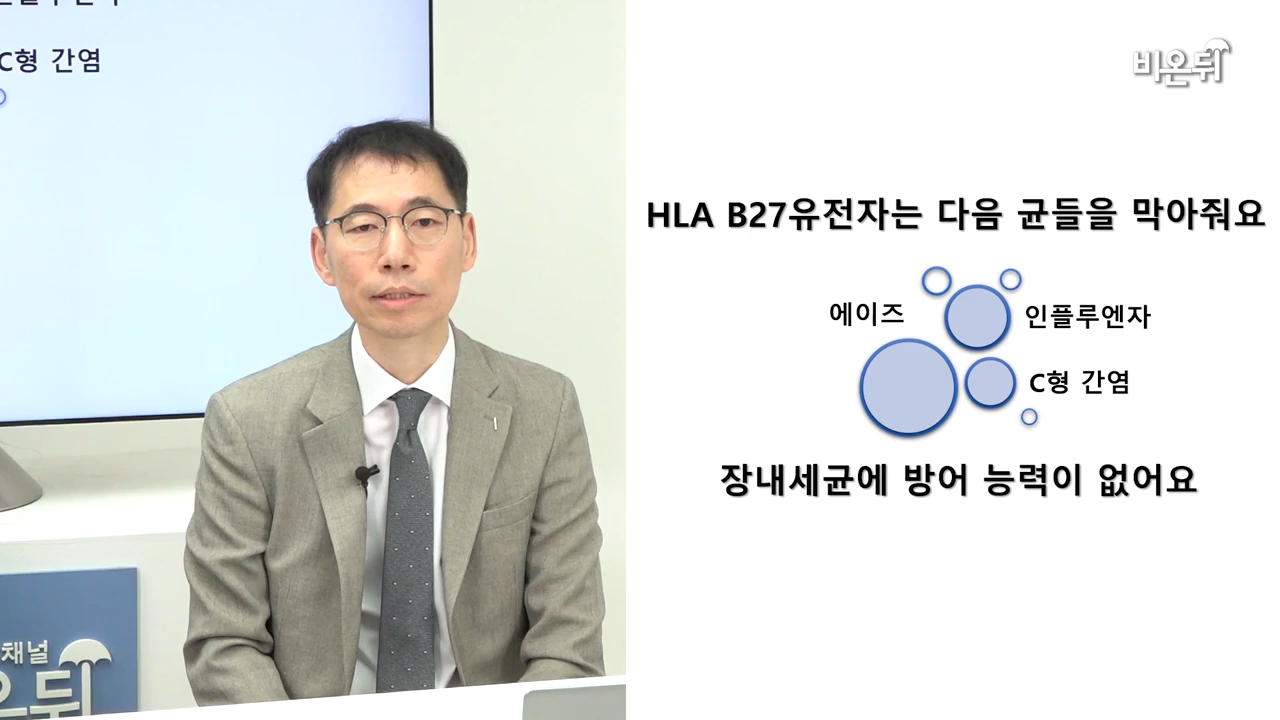 C형 간염
채널
비온뒤
HLA B27유전자는 다음 균들을 막아줘요
에이즈
인플루엔자
C형 간염
장내세균에 방어 능력이 없어요